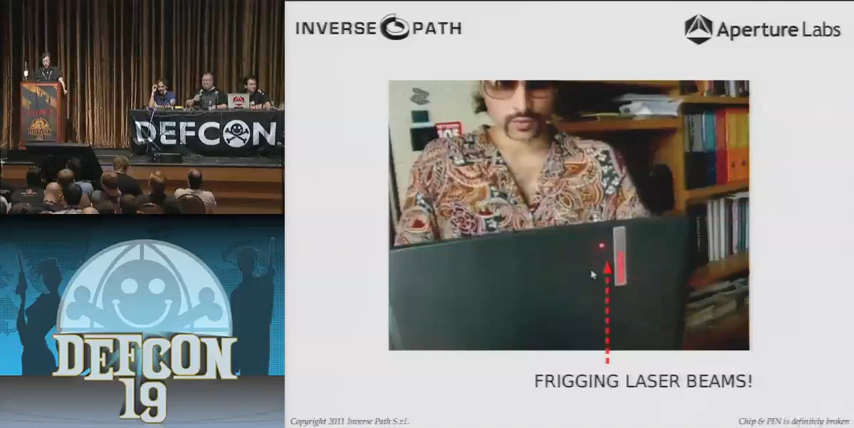 INVERSE PATH
Aperture Labs
DEFCON
FRIGGING LASER BEAMS!
DEFCON
19
Copyright 2011 Inverse Path S.r.l.
Chip & PIN is definitely broken